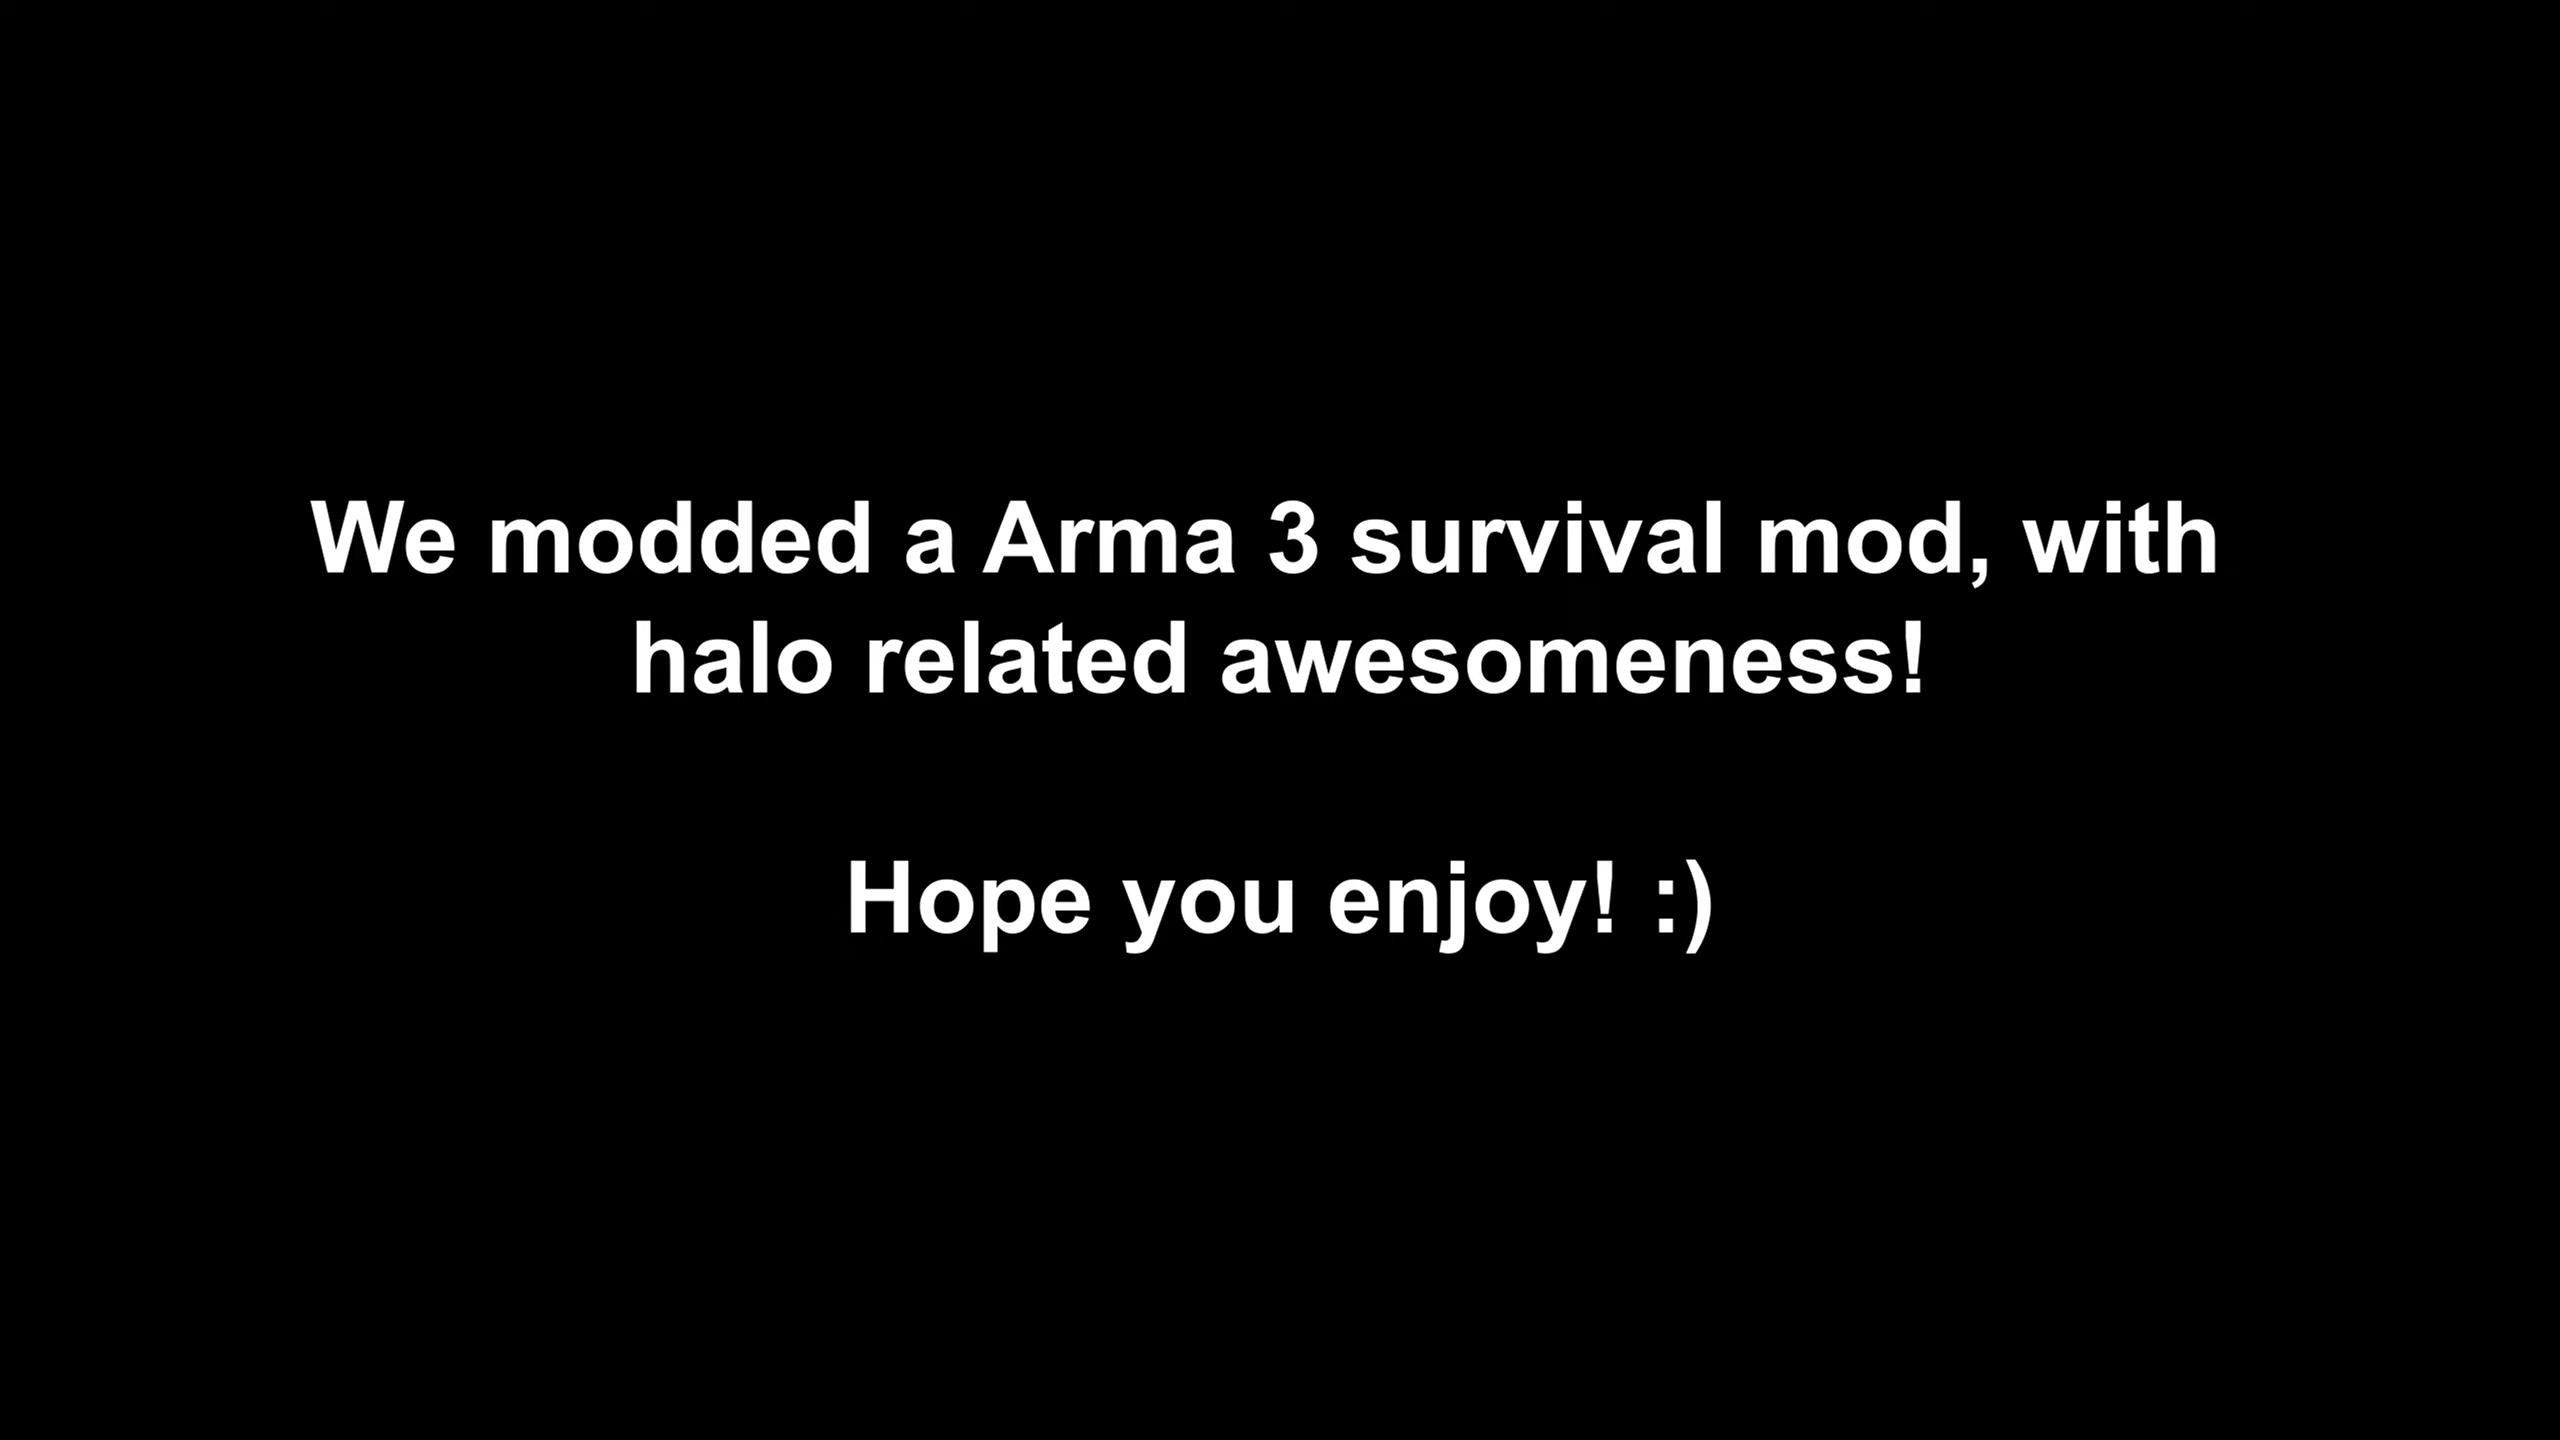 We modded a Arma 3 survival mod, with
halo related awesomeness!
Hope you enjoy! :)